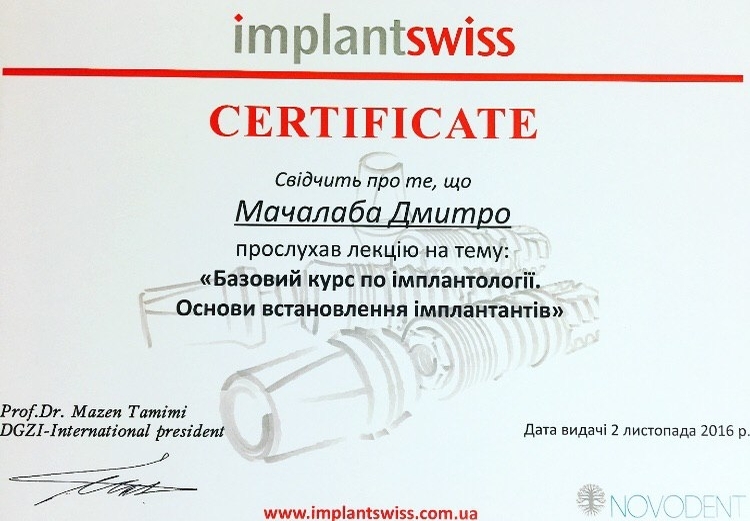 implantswiss
CERTIFICATE
Свідчить про те, що
Мачалаба Дмитро
прослухав лекцію на тему:
«Базовий курс по імплантології.
Основи встановлення імплантантів»
Prof.Dr. Mazen Tamimi
DGZI-International president
Дата видачі 2 листопада 2016 р.
www.implantswiss.com.ua
NOVODENT